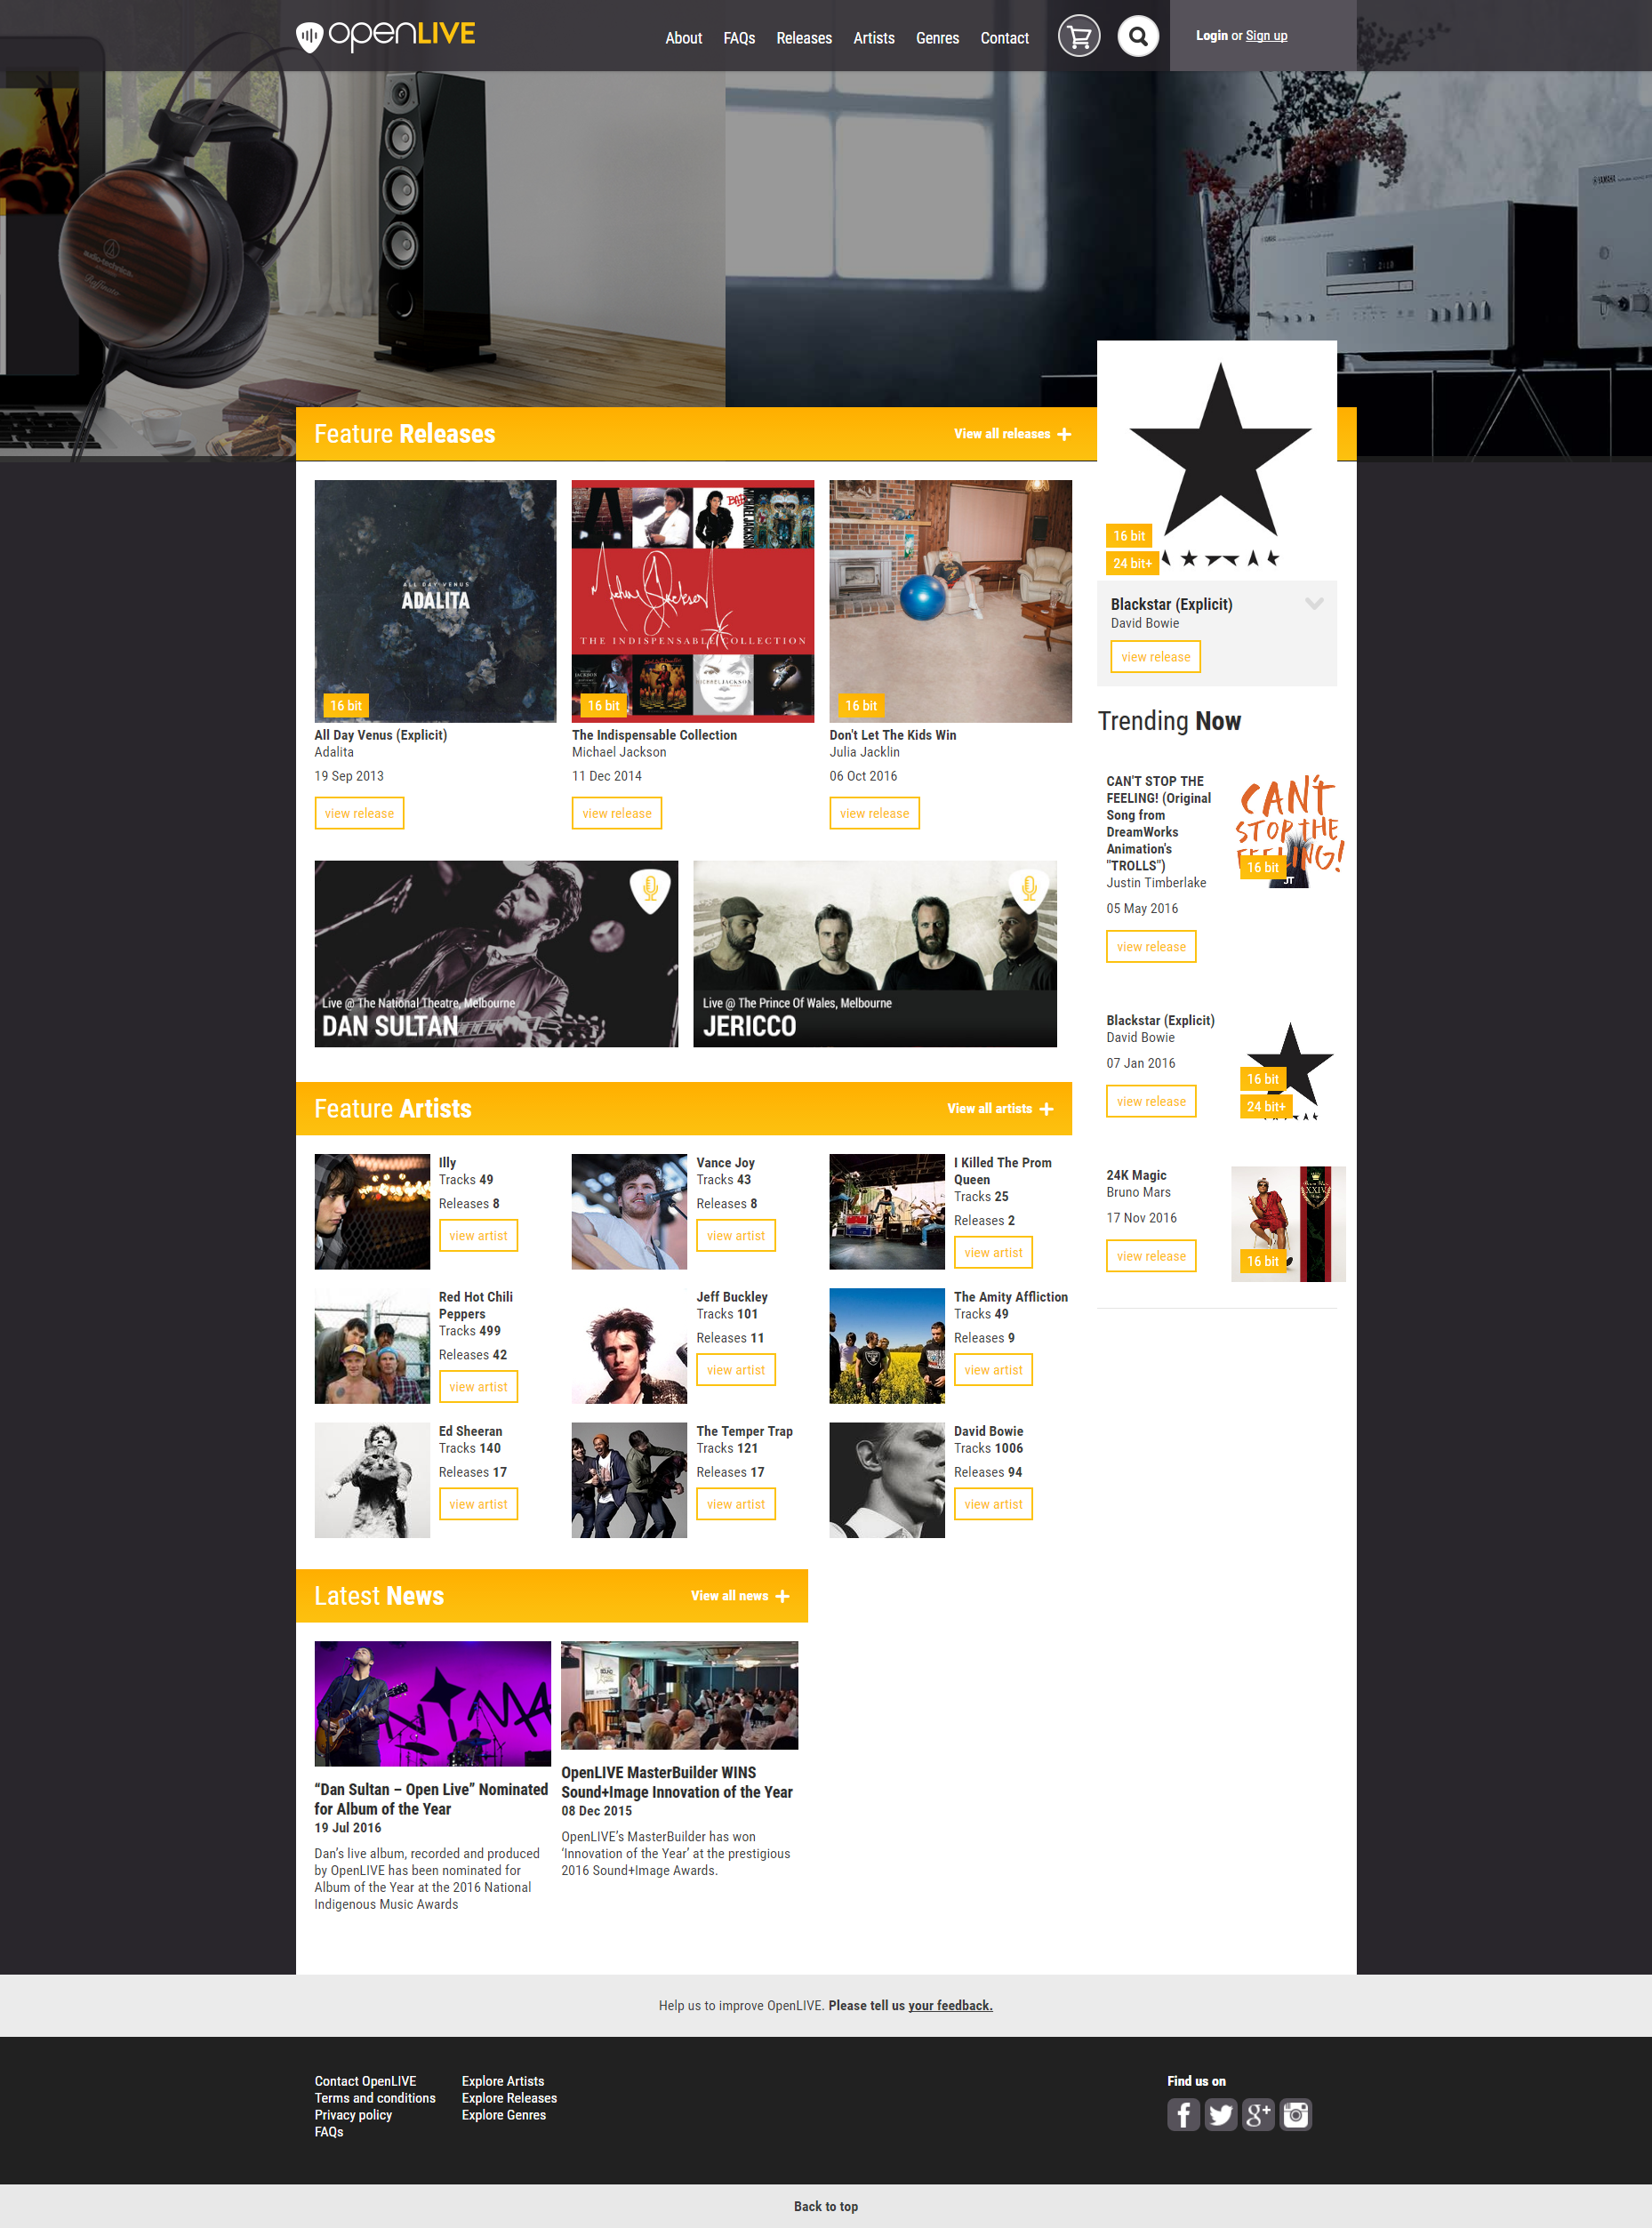 openLIVE
About FAQs Releases Artists Genres Contact
Login or Sign up
audio-technica
YAMAHA
Feature Releases
View all releases
ALL DAY VENUS
ADALITA
16 bit
All Day Venus (Explicit)
Adalita
19 Sep 2013
view release
Michael Jackson
THE INDISPENSABLE COLLECTION
16 bit
The Indispensable Collection
Michael Jackson
11 Dec 2014
view release
16 bit
Don't Let The Kids Win
Julia Jacklin
06 Oct 2016
view release
16 bit
24 bit+
Blackstar (Explicit)
David Bowie
view release
Trending Now
CAN'T STOP THE
FEELING! (Original
Song from
DreamWorks
Animation's
"TROLLS")
Justin Timberlake
05 May 2016
view release
CAN'T
STOP THE
FEELING!
JT
16 bit
Blackstar (Explicit)
David Bowie
07 Jan 2016
view release
16 bit
24 bit+
24K Magic
Bruno Mars
17 Nov 2016
view release
XXIV
16 bit
Live @ The National Theatre, Melbourne
DAN SULTAN
Live @ The Prince Of Wales, Melbourne
JERICCO
Feature Artists
View all artists
Illy
Tracks 49
Releases 8
view artist
Vance Joy
Tracks 43
Releases 8
view artist
I Killed The Prom
Queen
Tracks 25
Releases 2
view artist
Red Hot Chili
Peppers
Tracks 499
Releases 42
view artist
Jeff Buckley
Tracks 101
Releases 11
view artist
The Amity Affliction
Tracks 49
Releases 9
view artist
Ed Sheeran
Tracks 140
Releases 17
view artist
The Temper Trap
Tracks 121
Releases 17
view artist
David Bowie
Tracks 1006
Releases 94
view artist
Latest News
View all news
“Dan Sultan – Open Live” Nominated
for Album of the Year
19 Jul 2016
Dan’s live album, recorded and produced
by OpenLIVE has been nominated for
Album of the Year at the 2016 National
Indigenous Music Awards
OpenLIVE MasterBuilder WINS
Sound+Image Innovation of the Year
08 Dec 2015
OpenLIVE’s MasterBuilder has won
‘Innovation of the Year’ at the prestigious
2016 Sound+Image Awards.
Help us to improve OpenLIVE. Please tell us your feedback.
Contact OpenLIVE
Terms and conditions
Privacy policy
FAQs
Explore Artists
Explore Releases
Explore Genres
Find us on
Back to top